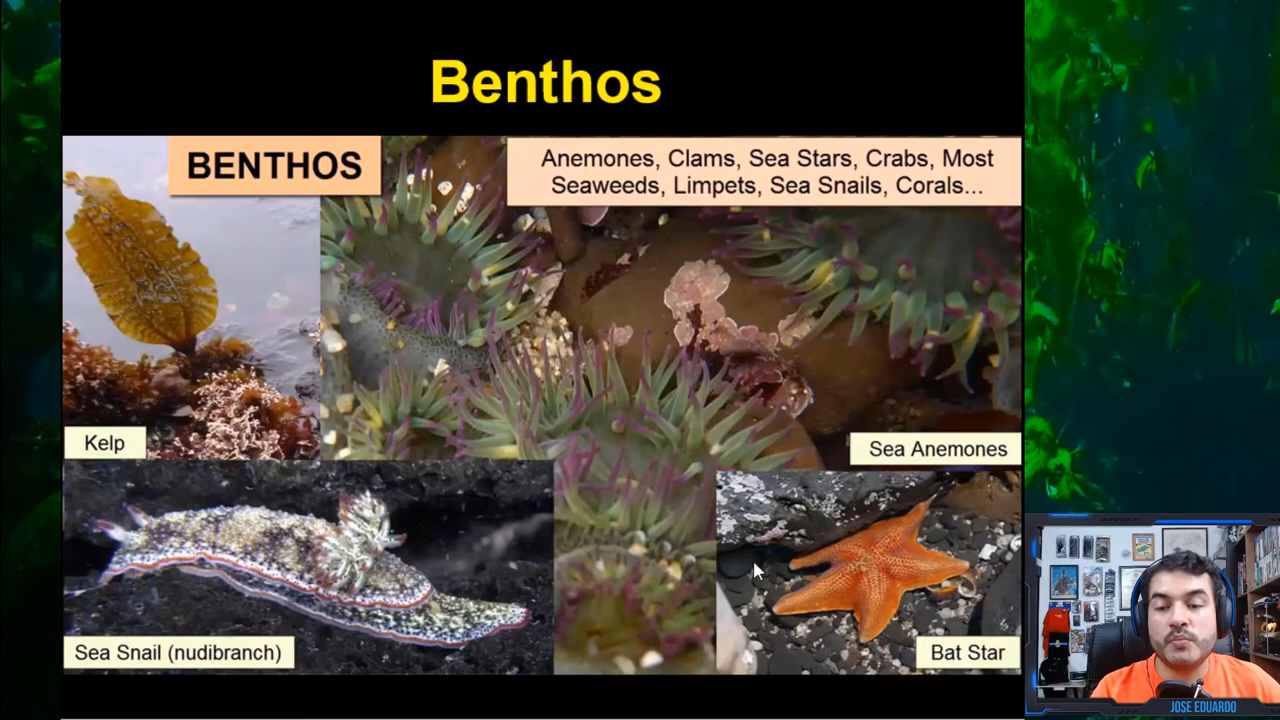 Benthos
BENTHOS
Anemones, Clams, Sea Stars, Crabs, Most
Seaweeds, Limpets, Sea Snails, Corals...
Kelp
Sea Anemones
Sea Snail (nudibranch)
Bat Star
JOSE EDUARDO